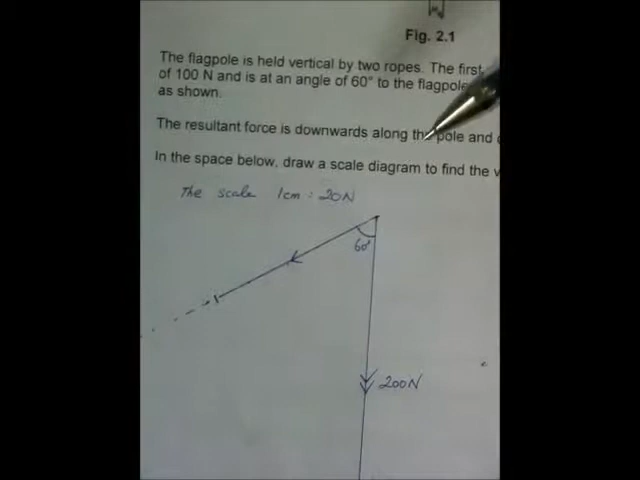 Fig. 2.1
The flagpole is held vertical by two ropes. The first
of 100 N and is at an angle of 60° to the flagpole
as shown.
The resultant force is downwards along the pole and
In the space below, draw a scale diagram to find the
The scale 1cm : 20N
60°
200N